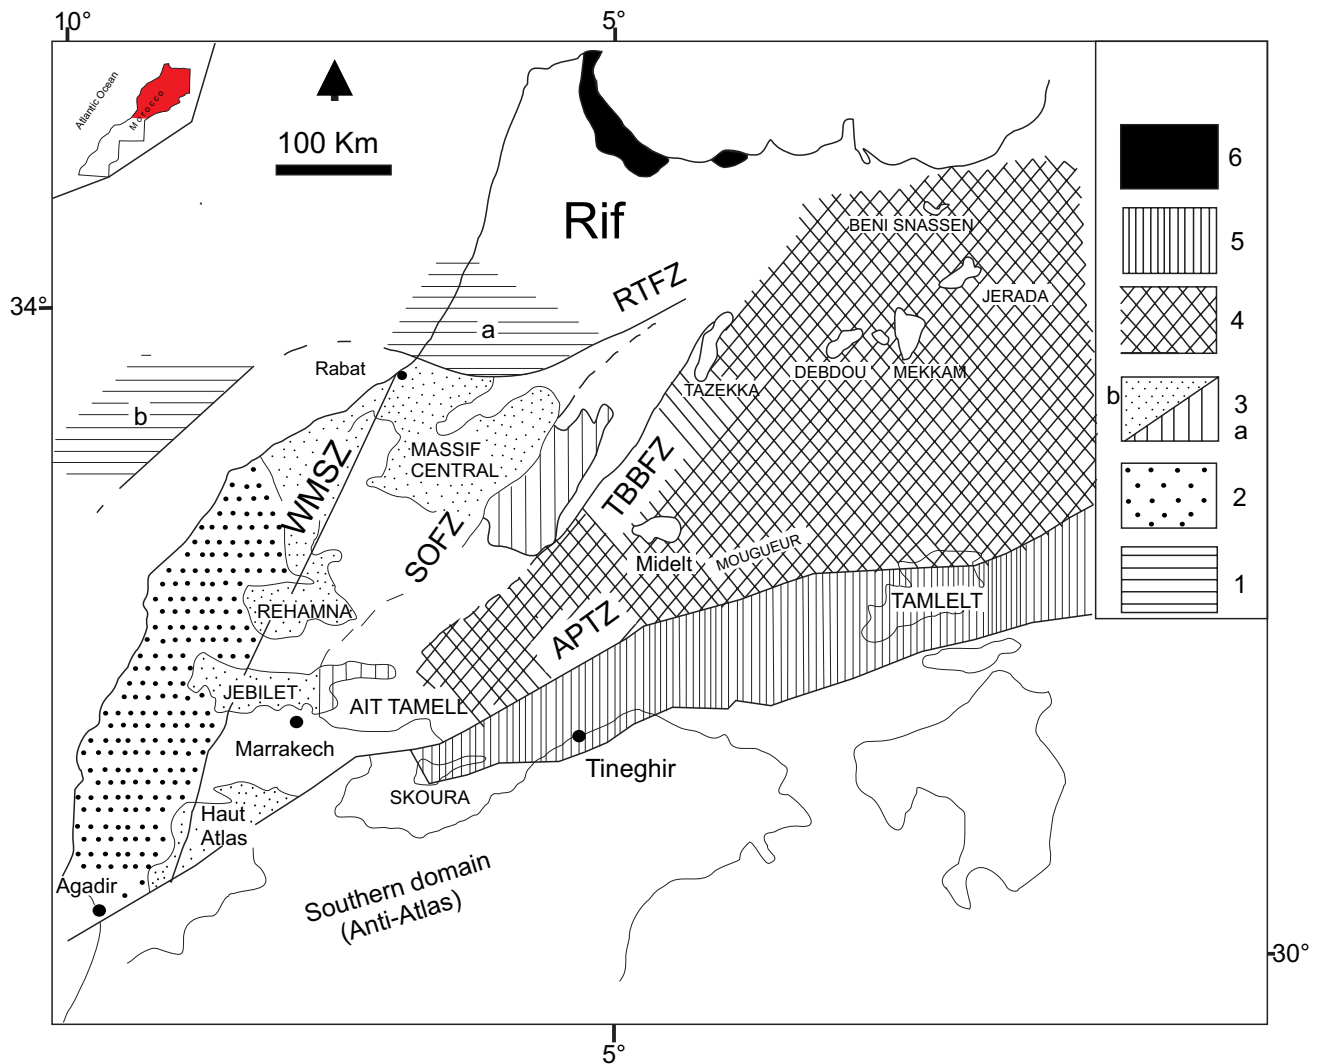 10°
5°
Atlantic Ocean
Morocco
100 Km
6
Rif
BENI SNASSEN
5
RTFZ
JERADA
34°
a
4
Rabat
TAZEKKA
DEBDOU
MEKKAM
b
b
3
a
MASSIF
CENTRAL
WMSZ
TBBFZ
2
SOFZ
Midelt
MOUGUEUR
1
REHAMNA
TAMLELT
APTZ
JEBILET
AIT TAMELL
Marrakech
Tineghir
SKOURA
Haut
Atlas
Agadir
Southern domain
(Anti-Atlas)
30°
5°